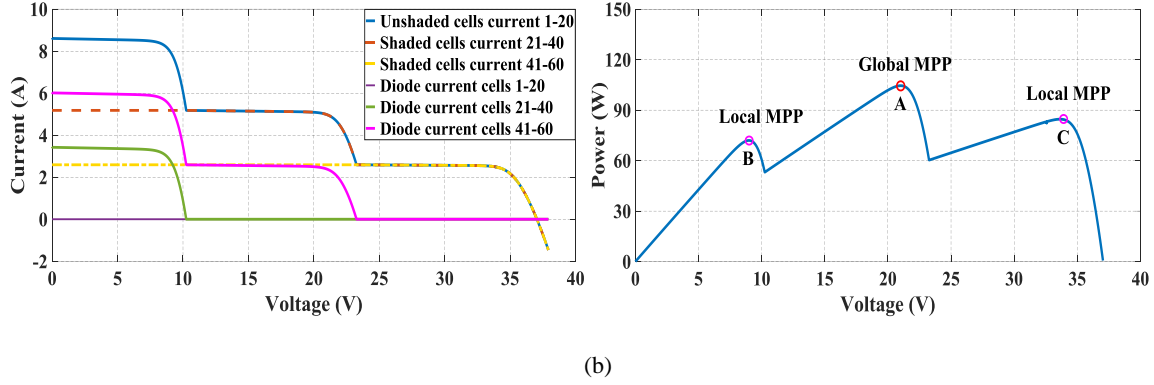 10
8
6
4
2
0
-2
Current (A)
Unshaded cells current 1-20
Shaded cells current 21-40
Shaded cells current 41-60
Diode current cells 1-20
Diode current cells 21-40
Diode current cells 41-60
0 5 10 15 20 25 30 35 40
Voltage (V)
150
120
90
60
30
0
Power (W)
Global MPP
A
Local MPP
B
Local MPP
C
0 5 10 15 20 25 30 35 40
Voltage (V)
(b)